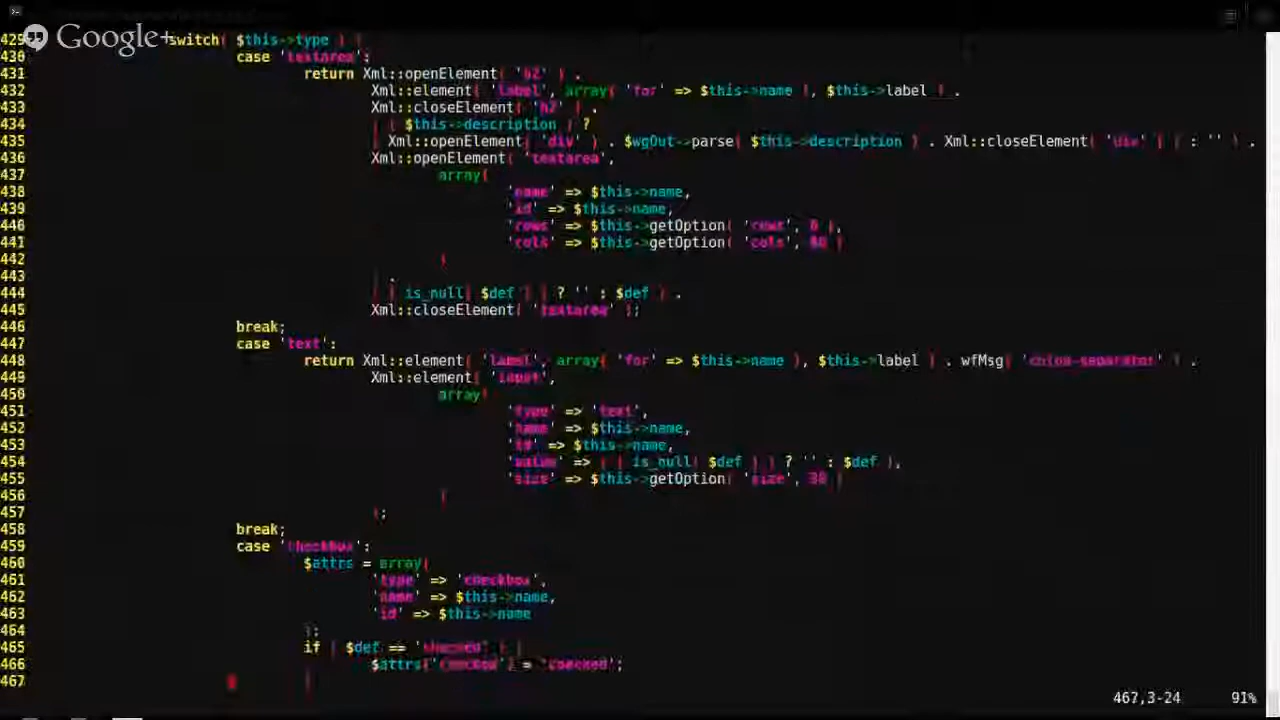 Google+
429 switch( $this->type ) {
430 case 'textarea':
431 return Xml::openElement( 'h2' ) .
432 Xml::element( 'label', array( 'for' => $this->name ), $this->label ) .
433 Xml::closeElement( 'h2' ) .
434 ( ( $this->description ) ?
435 ( Xml::openElement( 'div' ) . $wgOut->parse( $this->description ) . Xml::closeElement( 'div' ) ) : '' ) .
436 Xml::openElement( 'textarea',
437 array(
438 'name' => $this->name,
439 'id' => $this->name,
440 'rows' => $this->getOption( 'rows', 6 ),
441 'cols' => $this->getOption( 'cols', 80 )
442 )
443 ) .
444 ( ( is_null( $def ) ) ? '' : $def ) .
445 Xml::closeElement( 'textarea' );
446 break;
447 case 'text':
448 return Xml::element( 'label', array( 'for' => $this->name ), $this->label ) . wfMsg( 'colon-separator' ) .
449 Xml::element( 'input',
450 array(
451 'type' => 'text',
452 'name' => $this->name,
453 'id' => $this->name,
454 'value' => ( ( is_null( $def ) ) ? '' : $def ),
455 'size' => $this->getOption( 'size', 30 )
456 )
457 );
458 break;
459 case 'checkbox':
460 $attrs = array(
461 'type' => 'checkbox',
462 'name' => $this->name,
463 'id' => $this->name
464 );
465 if ( $def == 'checked' ) {
466 $attrs['checked'] = 'checked';
467 }
467,3-24 91%